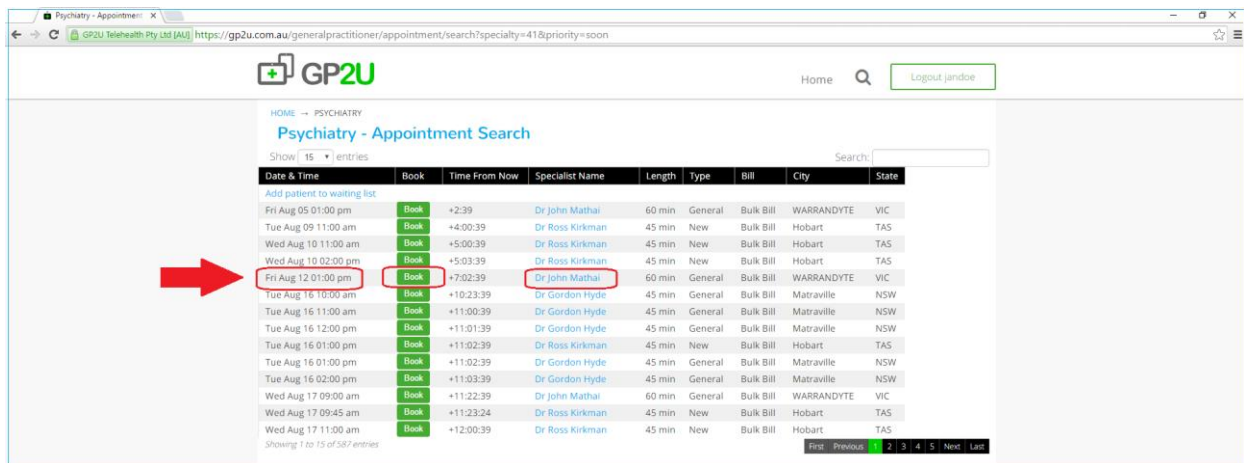 Psychiatry - Appointmen X
GP2U Telehealth Pty Ltd [AU] https://gp2u.com.au/generalpractitioner/appointment/search?specialty=41&priority=soon
GP2U Home Logout jandoe
HOME → PSYCHIATRY
Psychiatry - Appointment Search
Show 15 entries Search:
Date & Time Book Time From Now Specialist Name Length Type Bill City State
Add patient to waiting list
Fri Aug 05 01:00 pm Book +2:39 Dr John Mathai 60 min General Bulk Bill WARRANDYTE VIC
Tue Aug 09 11:00 am Book +4:00:39 Dr Ross Kirkman 45 min New Bulk Bill Hobart TAS
Wed Aug 10 11:00 am Book +5:00:39 Dr Ross Kirkman 45 min New Bulk Bill Hobart TAS
Wed Aug 10 02:00 pm Book +5:03:39 Dr Ross Kirkman 45 min New Bulk Bill Hobart TAS
Fri Aug 12 01:00 pm Book +7:02:39 Dr John Mathai 60 min General Bulk Bill WARRANDYTE VIC
Tue Aug 16 10:00 am Book +10:23:39 Dr Gordon Hyde 45 min General Bulk Bill Matraville NSW
Tue Aug 16 11:00 am Book +11:00:39 Dr Gordon Hyde 45 min General Bulk Bill Matraville NSW
Tue Aug 16 12:00 pm Book +11:01:39 Dr Gordon Hyde 45 min General Bulk Bill Matraville NSW
Tue Aug 16 01:00 pm Book +11:02:39 Dr Ross Kirkman 45 min New Bulk Bill Hobart TAS
Tue Aug 16 01:00 pm Book +11:02:39 Dr Gordon Hyde 45 min General Bulk Bill Matraville NSW
Tue Aug 16 02:00 pm Book +11:03:39 Dr Gordon Hyde 45 min General Bulk Bill Matraville NSW
Wed Aug 17 09:00 am Book +11:22:39 Dr John Mathai 60 min General Bulk Bill WARRANDYTE VIC
Wed Aug 17 09:45 am Book +11:23:24 Dr Ross Kirkman 45 min New Bulk Bill Hobart TAS
Wed Aug 17 11:00 am Book +12:00:39 Dr Ross Kirkman 45 min New Bulk Bill Hobart TAS
Showing 1 to 15 of 587 entries First Previous 1 2 3 4 5 Next Last